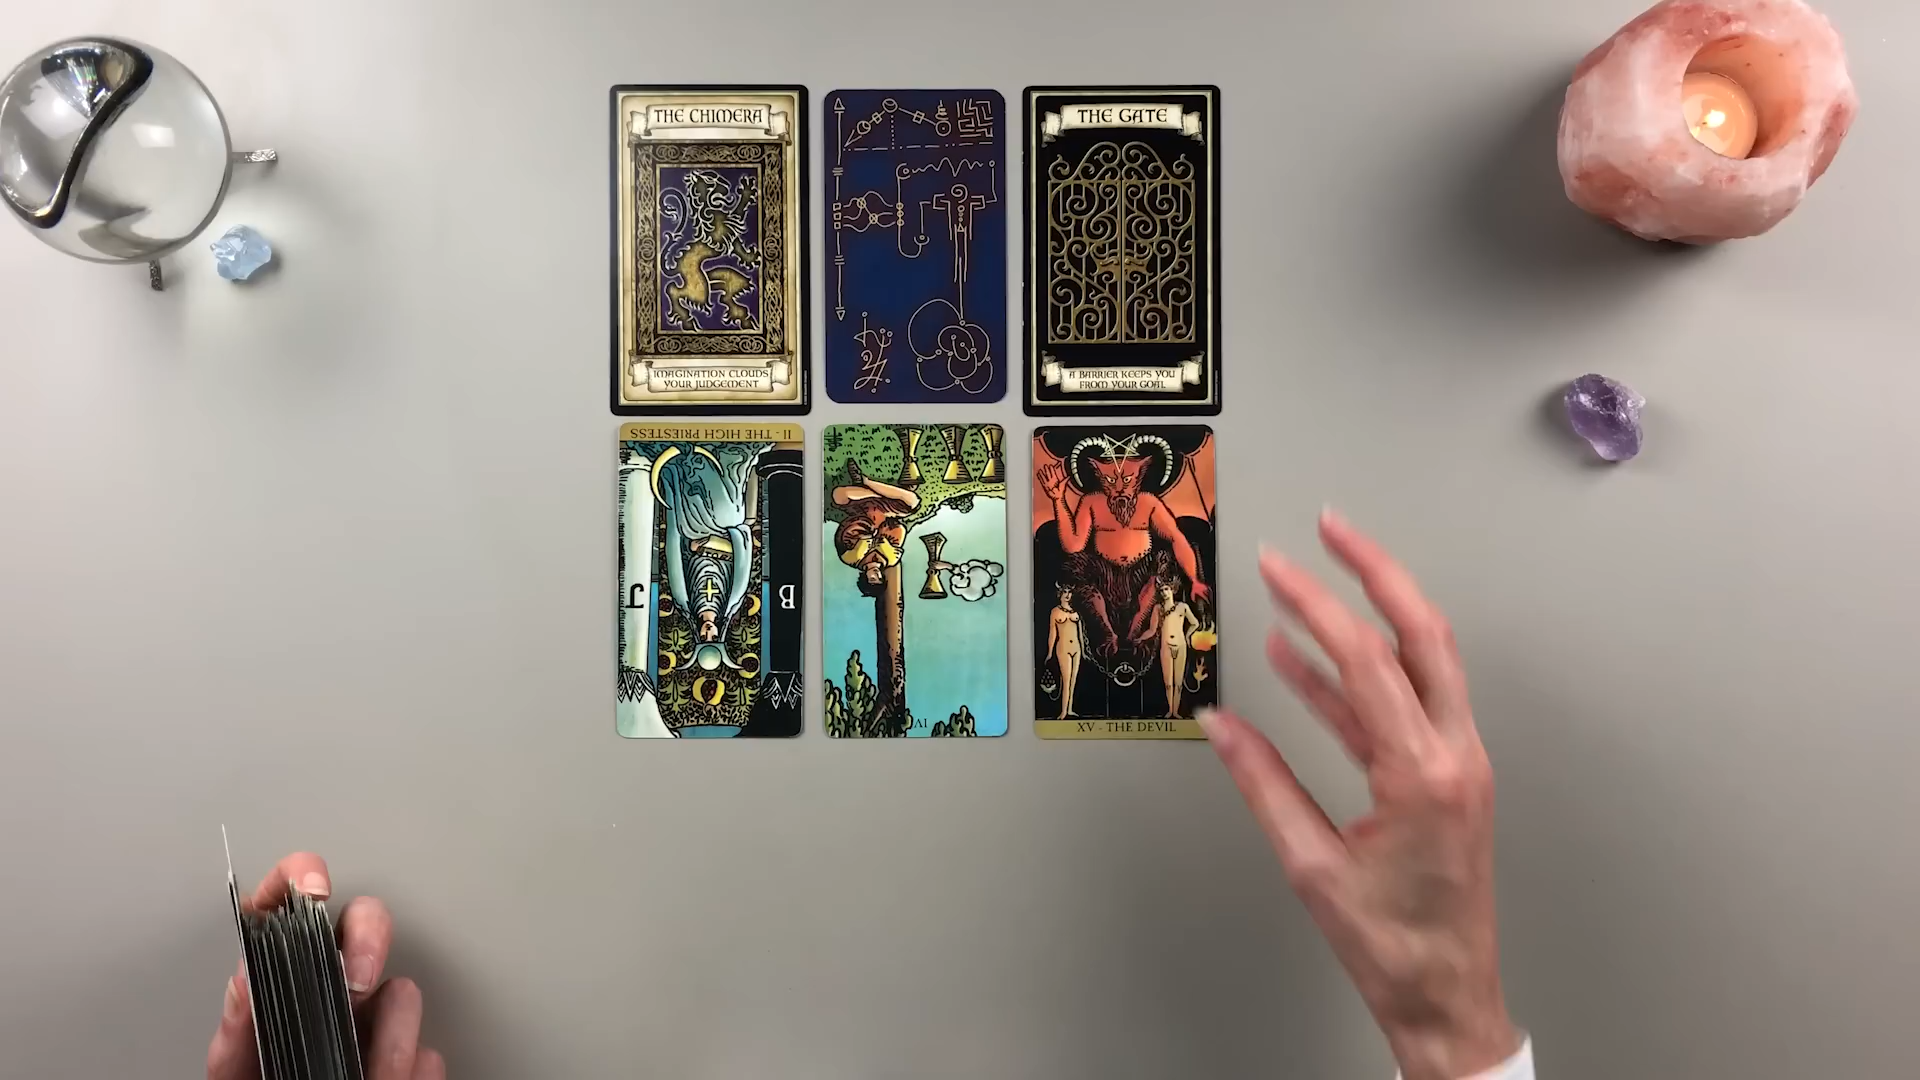 THE CHIMERA
IMAGINATION CLOUDS
YOUR JUDGEMENT
THE GATE
A BARRIER KEEPS YOU
FROM YOUR GOAL
II - THE HIGH PRIESTESS
J
B
IV
XV - THE DEVIL